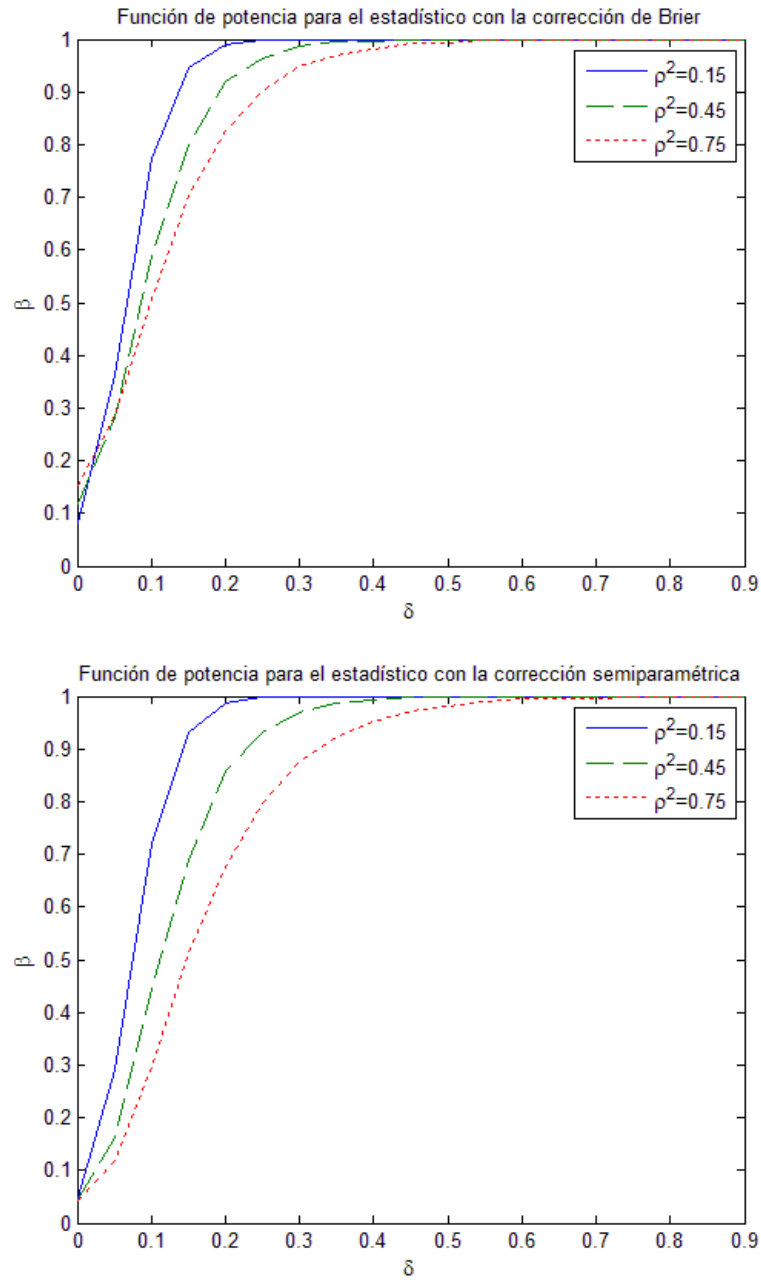 Función de potencia para el estadístico con la corrección de Brier
1
0.9
0.8
0.7
0.6
0.5
0.4
0.3
0.2
0.1
0
β
ρ²=0.15
ρ²=0.45
ρ²=0.75
0 0.1 0.2 0.3 0.4 0.5 0.6 0.7 0.8 0.9
δ
Función de potencia para el estadístico con la corrección semiparamétrica
1
0.9
0.8
0.7
0.6
0.5
0.4
0.3
0.2
0.1
0
β
ρ²=0.15
ρ²=0.45
ρ²=0.75
0 0.1 0.2 0.3 0.4 0.5 0.6 0.7 0.8 0.9
δ